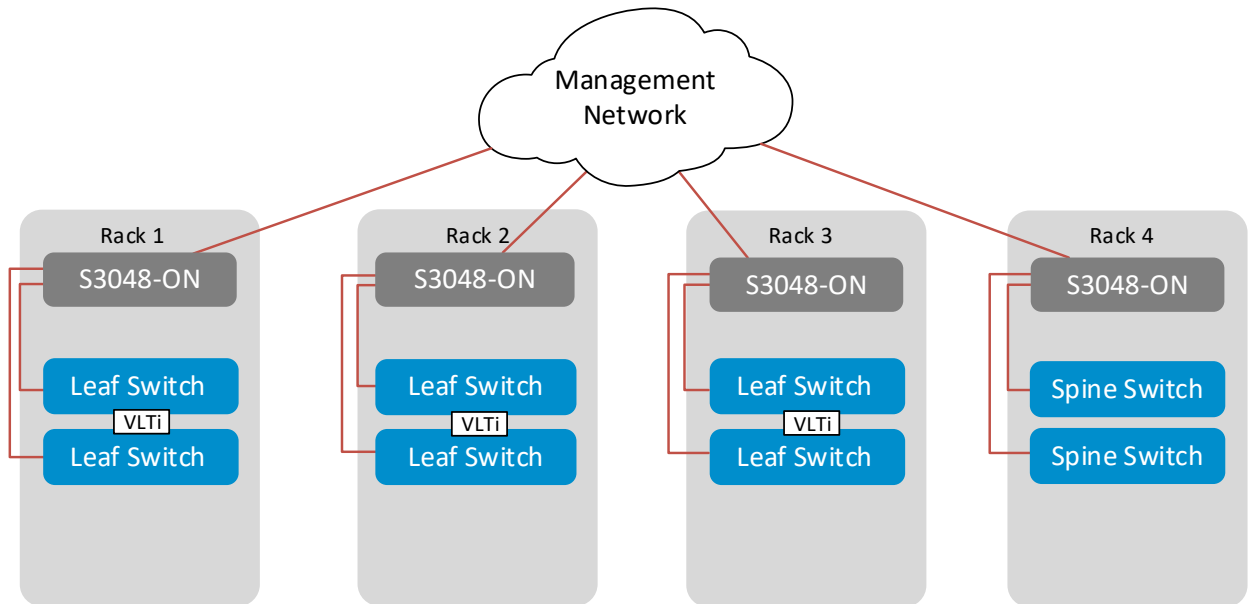 Management
Network
Rack 1
Rack 2
Rack 3
Rack 4
S3048-ON
S3048-ON
S3048-ON
S3048-ON
Leaf Switch
Leaf Switch
Leaf Switch
Spine Switch
VLTi
VLTi
VLTi
Leaf Switch
Leaf Switch
Leaf Switch
Spine Switch